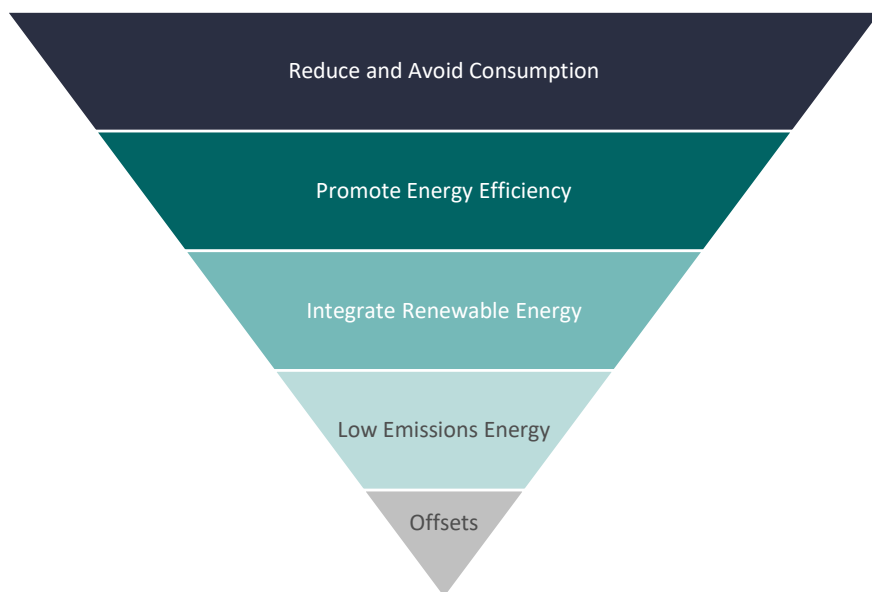 Reduce and Avoid Consumption
Promote Energy Efficiency
Integrate Renewable Energy
Low Emissions Energy
Offsets